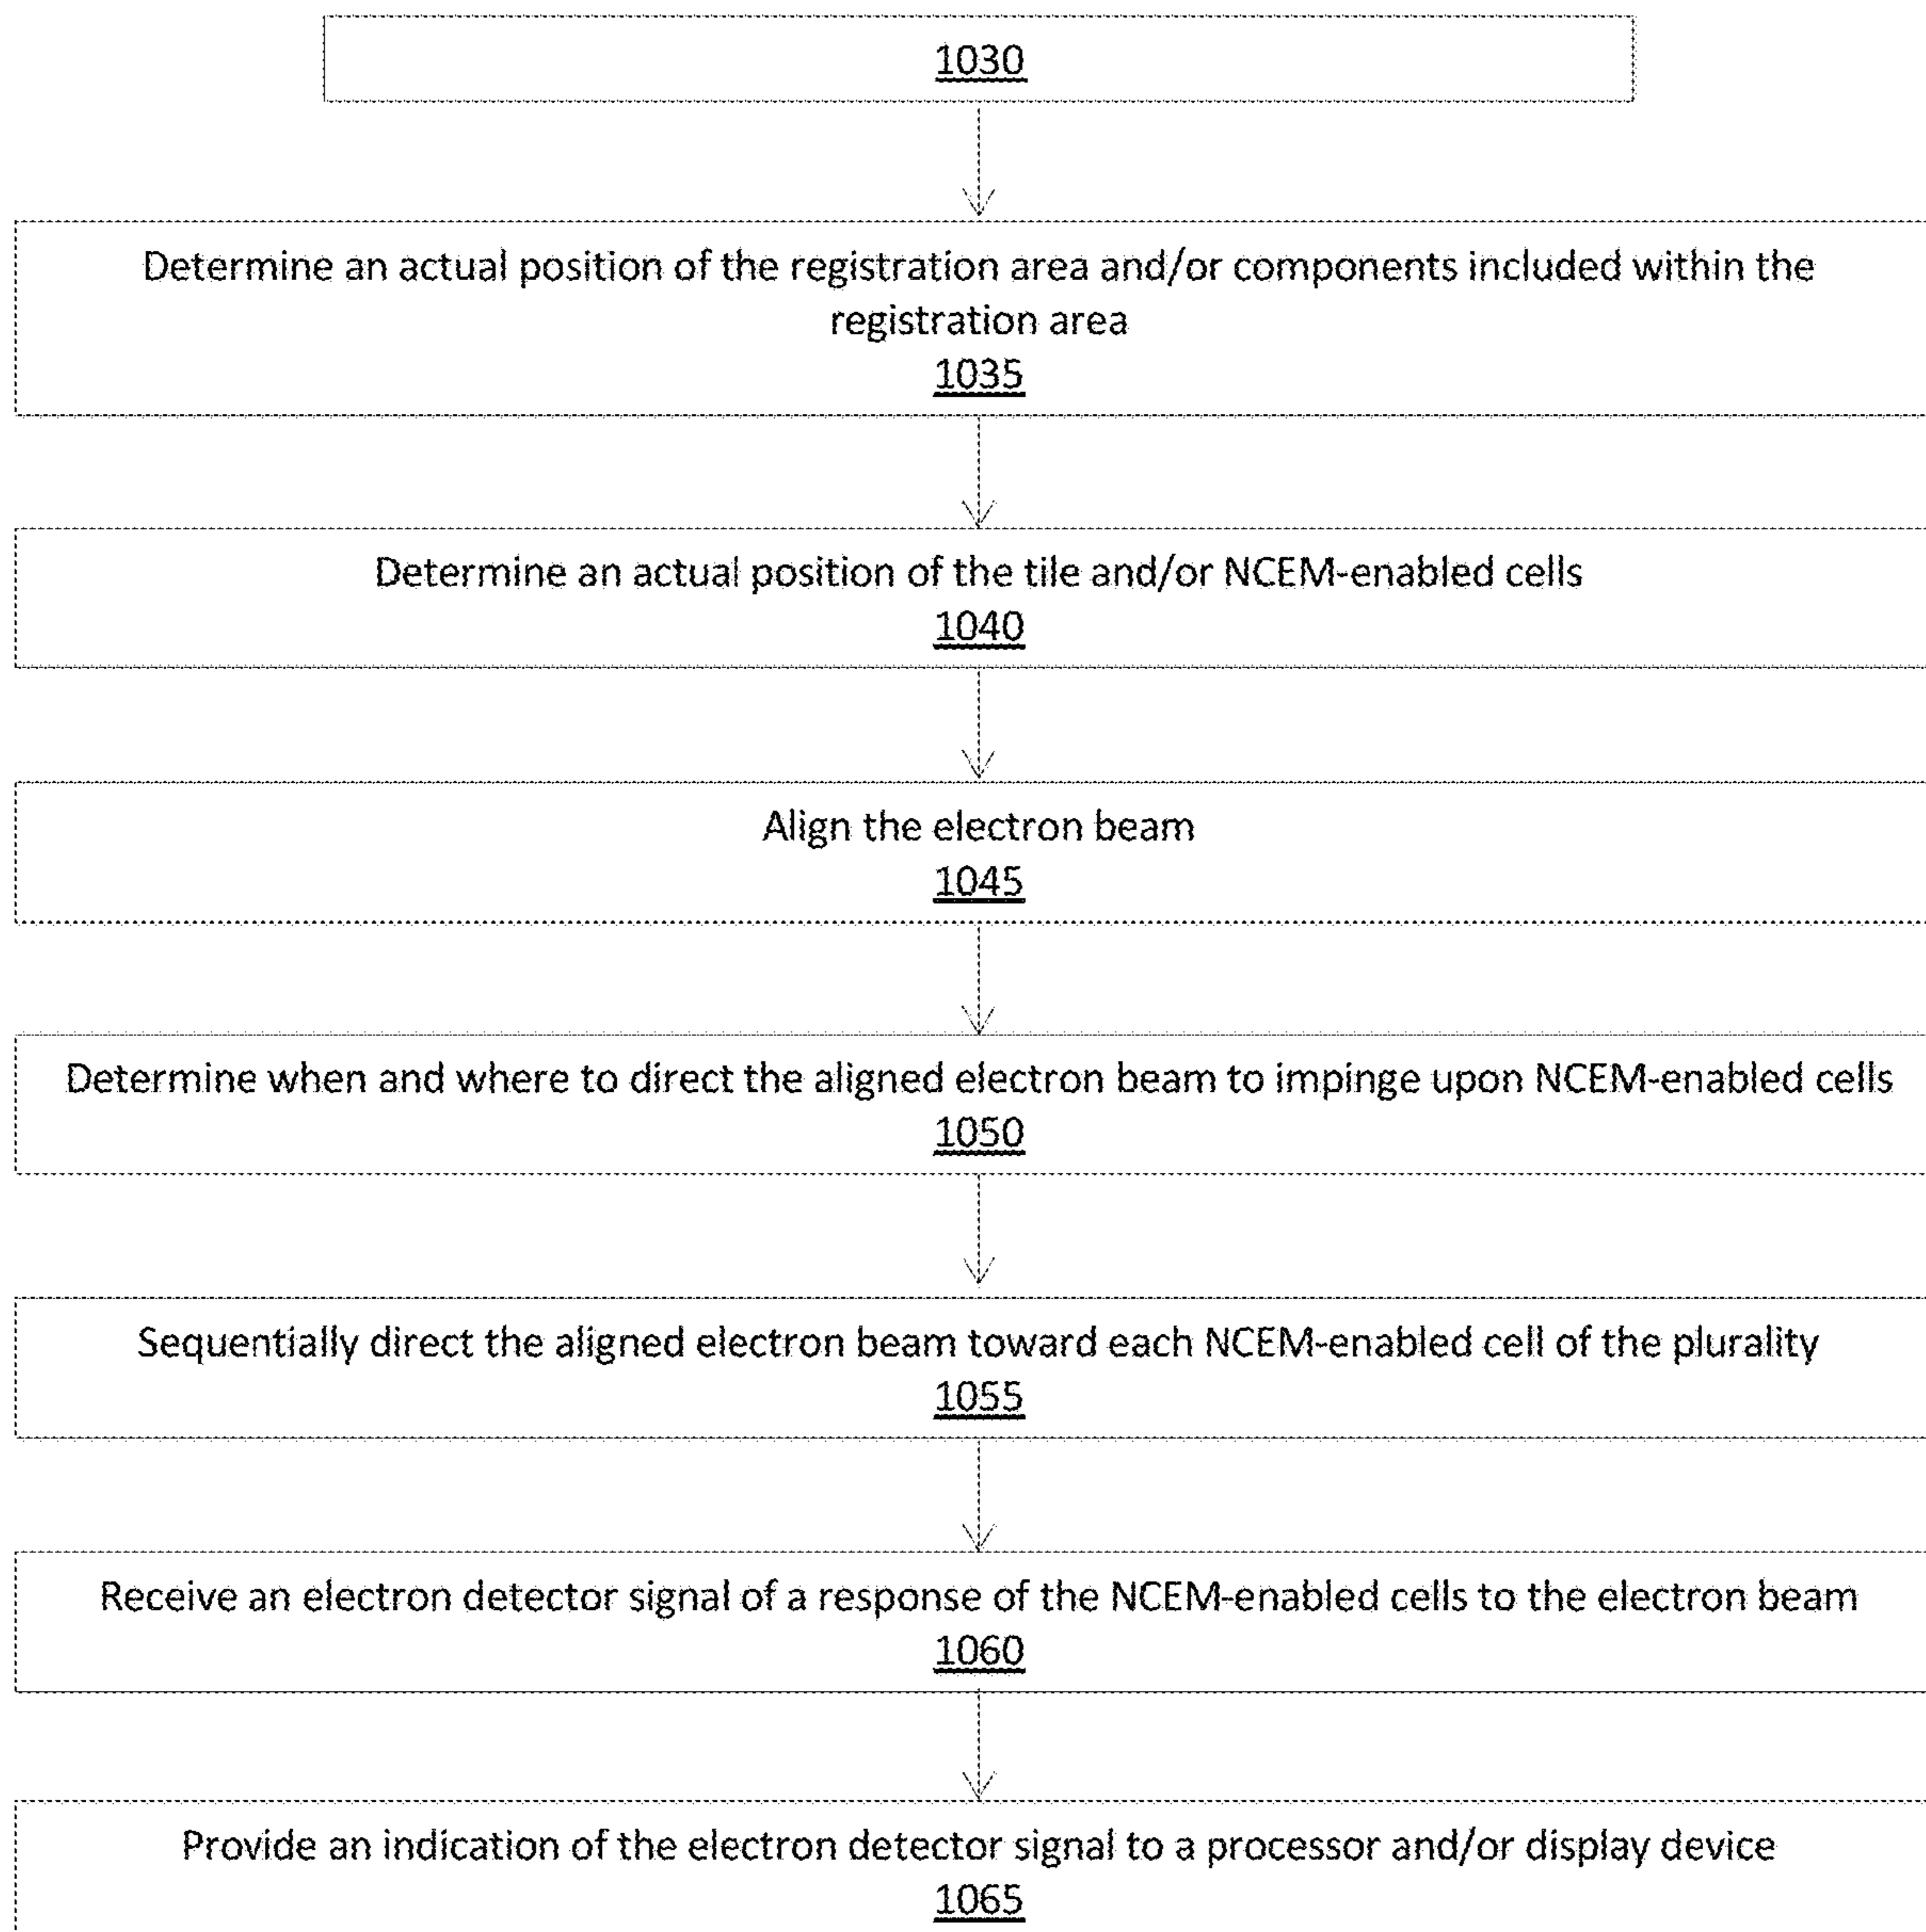 1030
Determine an actual position of the registration area and/or components included within the
registration area
1035
Determine an actual position of the tile and/or NCEM-enabled cells
1040
Align the electron beam
1045
Determine when and where to direct the aligned electron beam to impinge upon NCEM-enabled cells
1050
Sequentially direct the aligned electron beam toward each NCEM-enabled cell of the plurality
1055
Receive an electron detector signal of a response of the NCEM-enabled cells to the electron beam
1060
Provide an indication of the electron detector signal to a processor and/or display device
1065